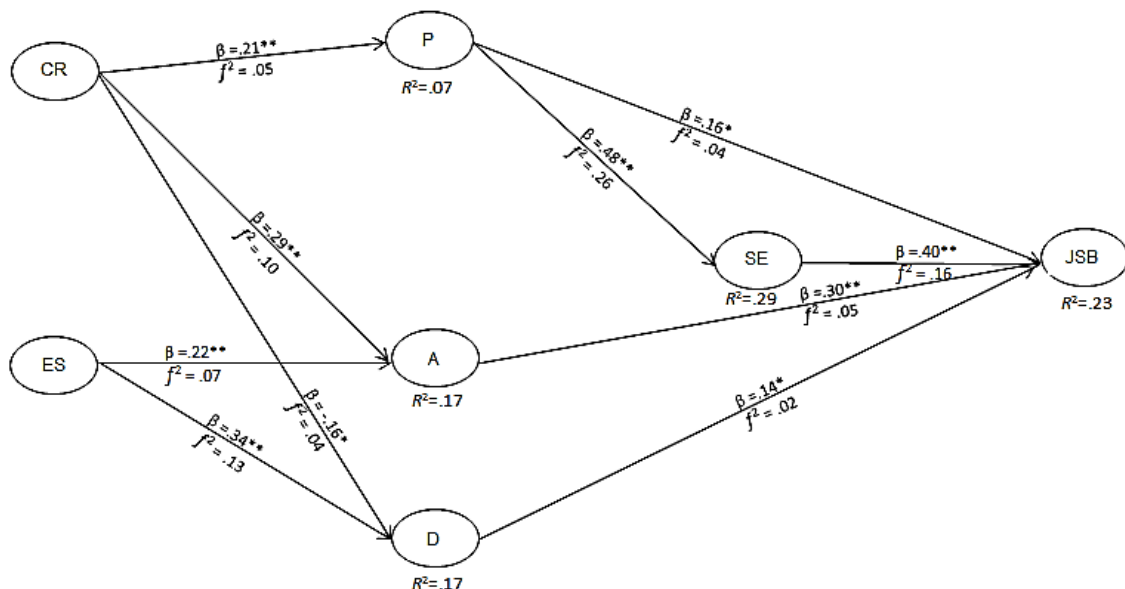 CR
β =.21**
f² = .05
P
R²=.07
β =.16*
f² = .04
β =.48**
f² = .26
β =.29**
f² = .10
SE
R²=.29
β =.40**
f² = .16
JSB
R²=.23
β =.30**
f² = .05
ES
β =.22**
f² = .07
A
R²=.17
β =-.16*
f² = .04
β =.34**
f² = .13
β =.14*
f² = .02
D
R²=.17